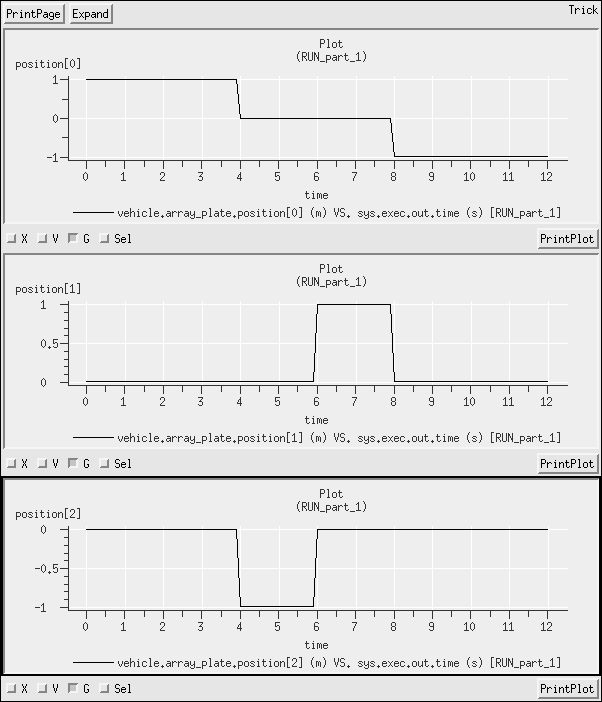 PrintPage Expand Trick
Plot
(RUN_part_1)
position[0]
1
0
-1
0 1 2 3 4 5 6 7 8 9 10 11 12
time
vehicle.array_plate.position[0] (m) VS. sys.exec.out.time (s) [RUN_part_1]
X V G Sel PrintPlot
Plot
(RUN_part_1)
position[1]
1
0.5
0
0 1 2 3 4 5 6 7 8 9 10 11 12
time
vehicle.array_plate.position[1] (m) VS. sys.exec.out.time (s) [RUN_part_1]
X V G Sel PrintPlot
Plot
(RUN_part_1)
position[2]
0
-0.5
-1
0 1 2 3 4 5 6 7 8 9 10 11 12
time
vehicle.array_plate.position[2] (m) VS. sys.exec.out.time (s) [RUN_part_1]
X V G Sel PrintPlot